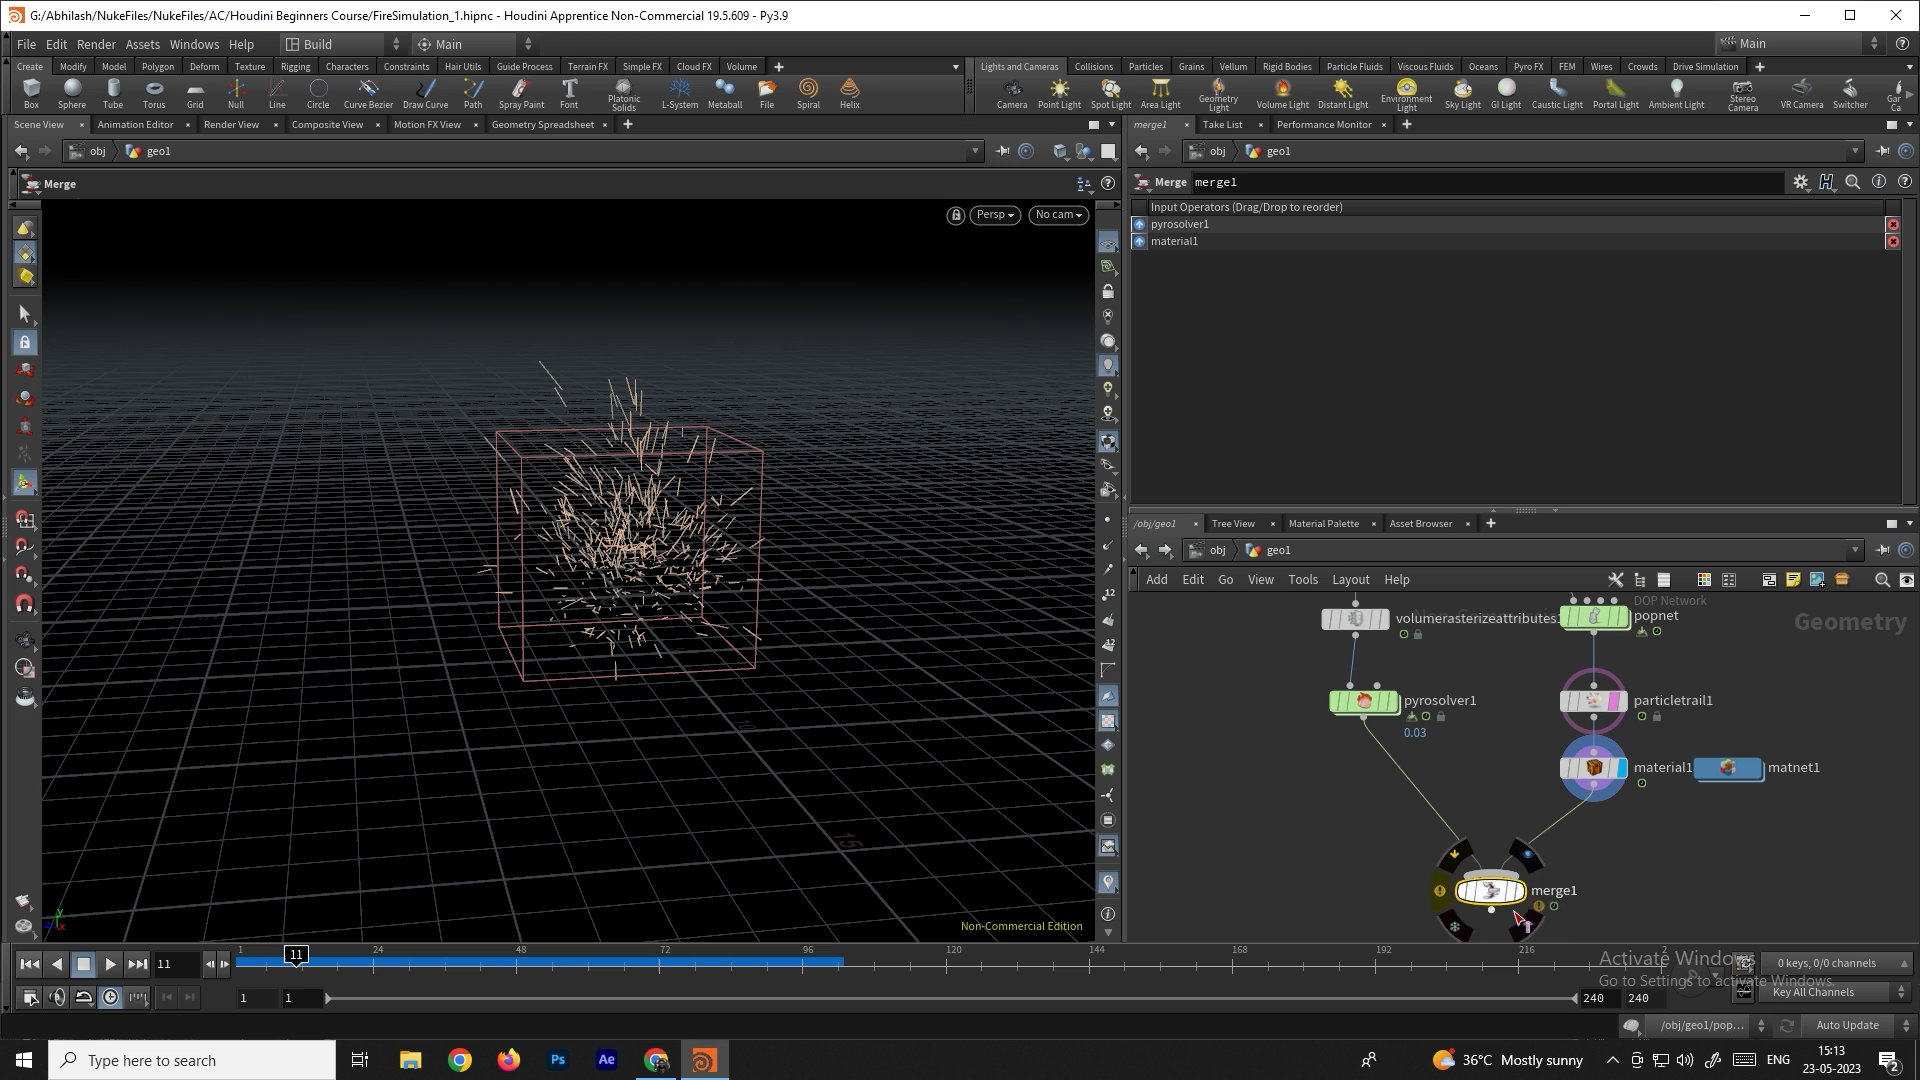 G:/Abhilash/NukeFiles/NukeFiles/AC/Houdini Beginners Course/FireSimulation_1.hipnc - Houdini Apprentice Non-Commercial 19.5.609 - Py3.9
File Edit Render Assets Windows Help Build Main Main
Create Modify Model Polygon Deform Texture Rigging Characters Constraints Hair Utils Guide Process Terrain FX Simple FX Cloud FX Volume
Lights and Cameras Collisions Particles Grains Vellum Rigid Bodies Particle Fluids Viscous Fluids Oceans Pyro FX FEM Wires Crowds Drive Simulation
Box Sphere Tube Torus Grid Null Line Circle Curve Bezier Draw Curve Path Spray Paint Font Platonic Solids L-System Metaball File Spiral Helix
Camera Point Light Spot Light Area Light Geometry Light Volume Light Distant Light Environment Light Sky Light GI Light Caustic Light Portal Light Ambient Light Stereo Camera VR Camera Switcher Gar Ca
Scene View Animation Editor Render View Composite View Motion FX View Geometry Spreadsheet
merge1 Take List Performance Monitor
obj geo1
obj geo1
Merge
Merge merge1
Persp No cam
Input Operators (Drag/Drop to reorder)
pyrosolver1
material1
/obj/geo1 Tree View Material Palette Asset Browser
obj geo1
Add Edit Go View Tools Layout Help
DOP Network
volumerasterizeattributes
popnet
Geometry
pyrosolver1
0.03
particletrail1
material1
matnet1
merge1
15
Non-Commercial Edition
1 24 48 72 96 120 144 168 192 216 2
11
11
1 1 240 240
0 keys, 0/0 channels
Key All Channels
Activate Windows
Go to Settings to activate Windows.
/obj/geo1/pop... Auto Update
Type here to search
Ps
Ae
36°C Mostly sunny
ENG
15:13
23-05-2023
2